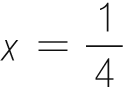 x = 1/4